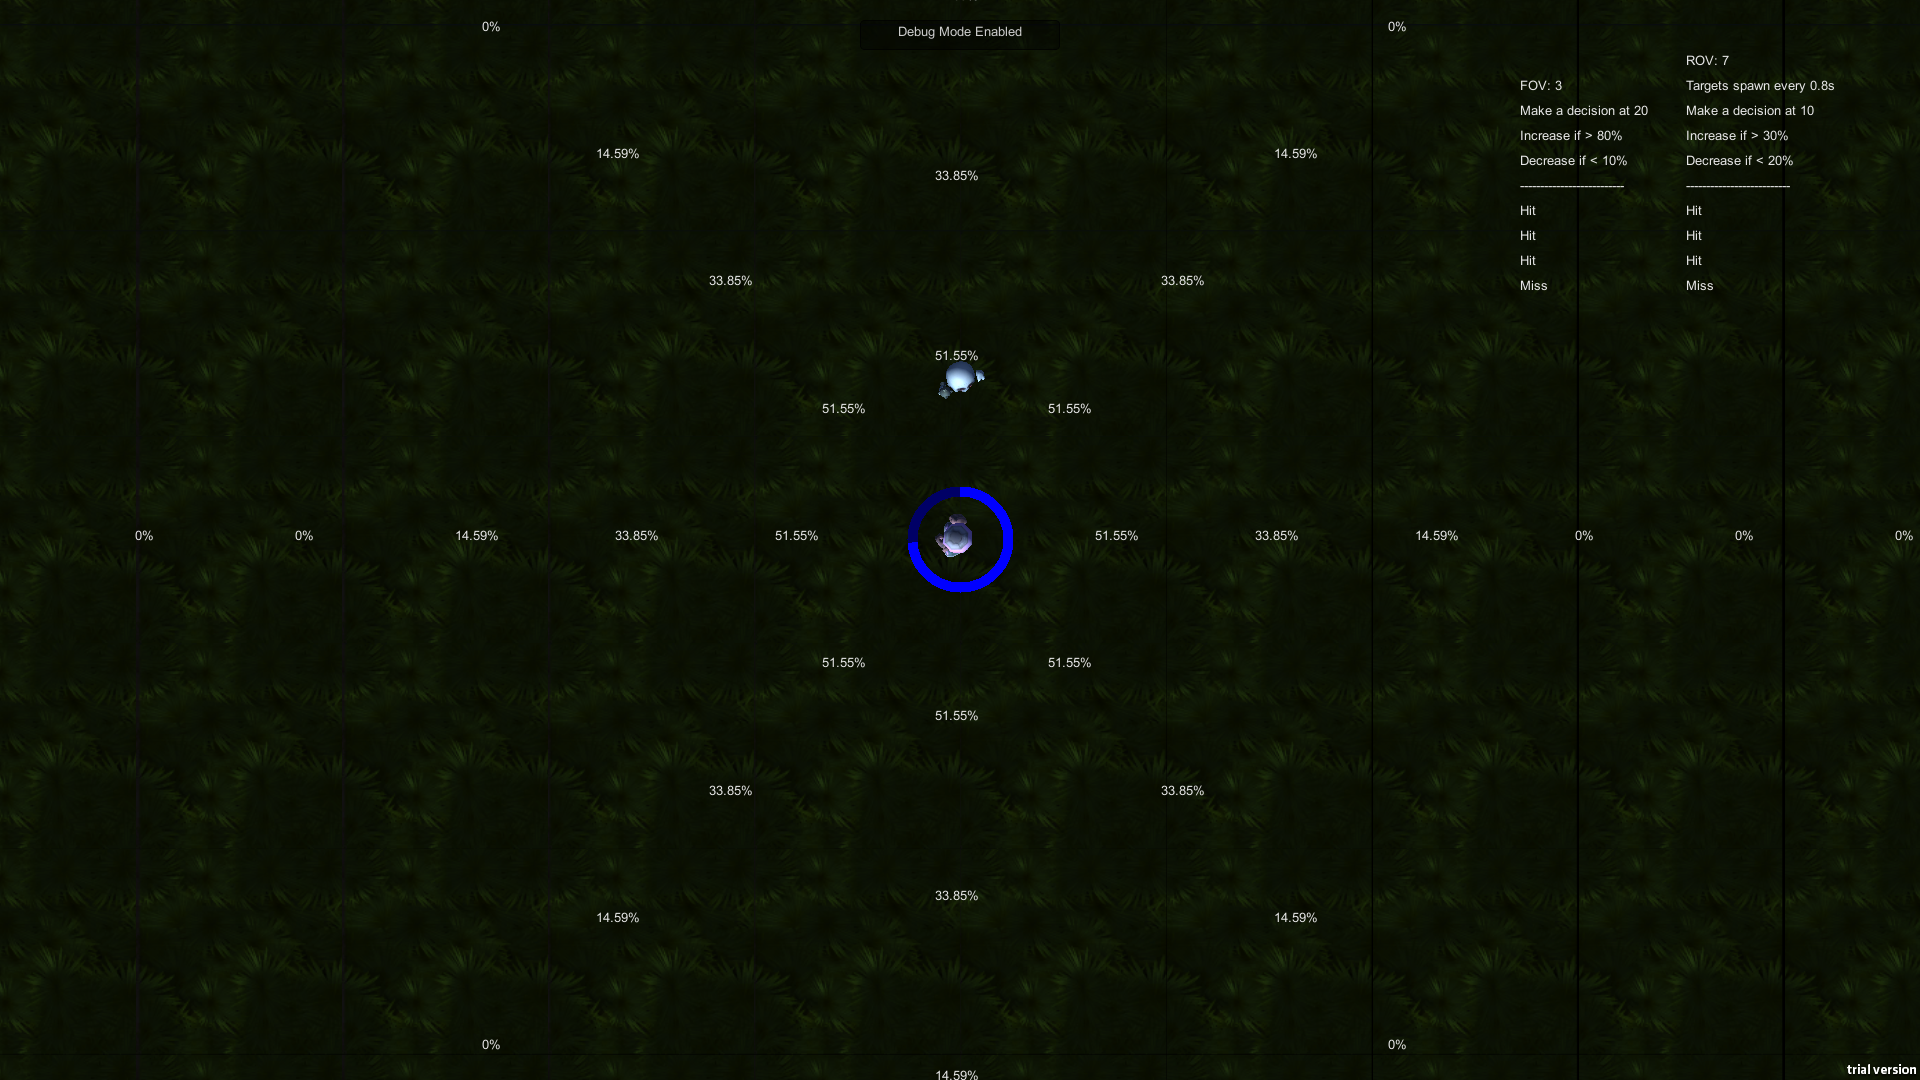 0%
0%
Debug Mode Enabled
ROV: 7
FOV: 3
Targets spawn every 0.8s
Make a decision at 20
Make a decision at 10
Increase if > 80%
Increase if > 30%
Decrease if < 10%
Decrease if < 20%
--------------------------
--------------------------
14.59%
14.59%
33.85%
Hit
Hit
Hit
Hit
Hit
Hit
Miss
Miss
33.85%
33.85%
51.55%
51.55%
51.55%
0%
0%
14.59%
33.85%
51.55%
51.55%
33.85%
14.59%
0%
0%
0%
51.55%
51.55%
51.55%
33.85%
33.85%
33.85%
14.59%
14.59%
0%
0%
14.59%
trial version